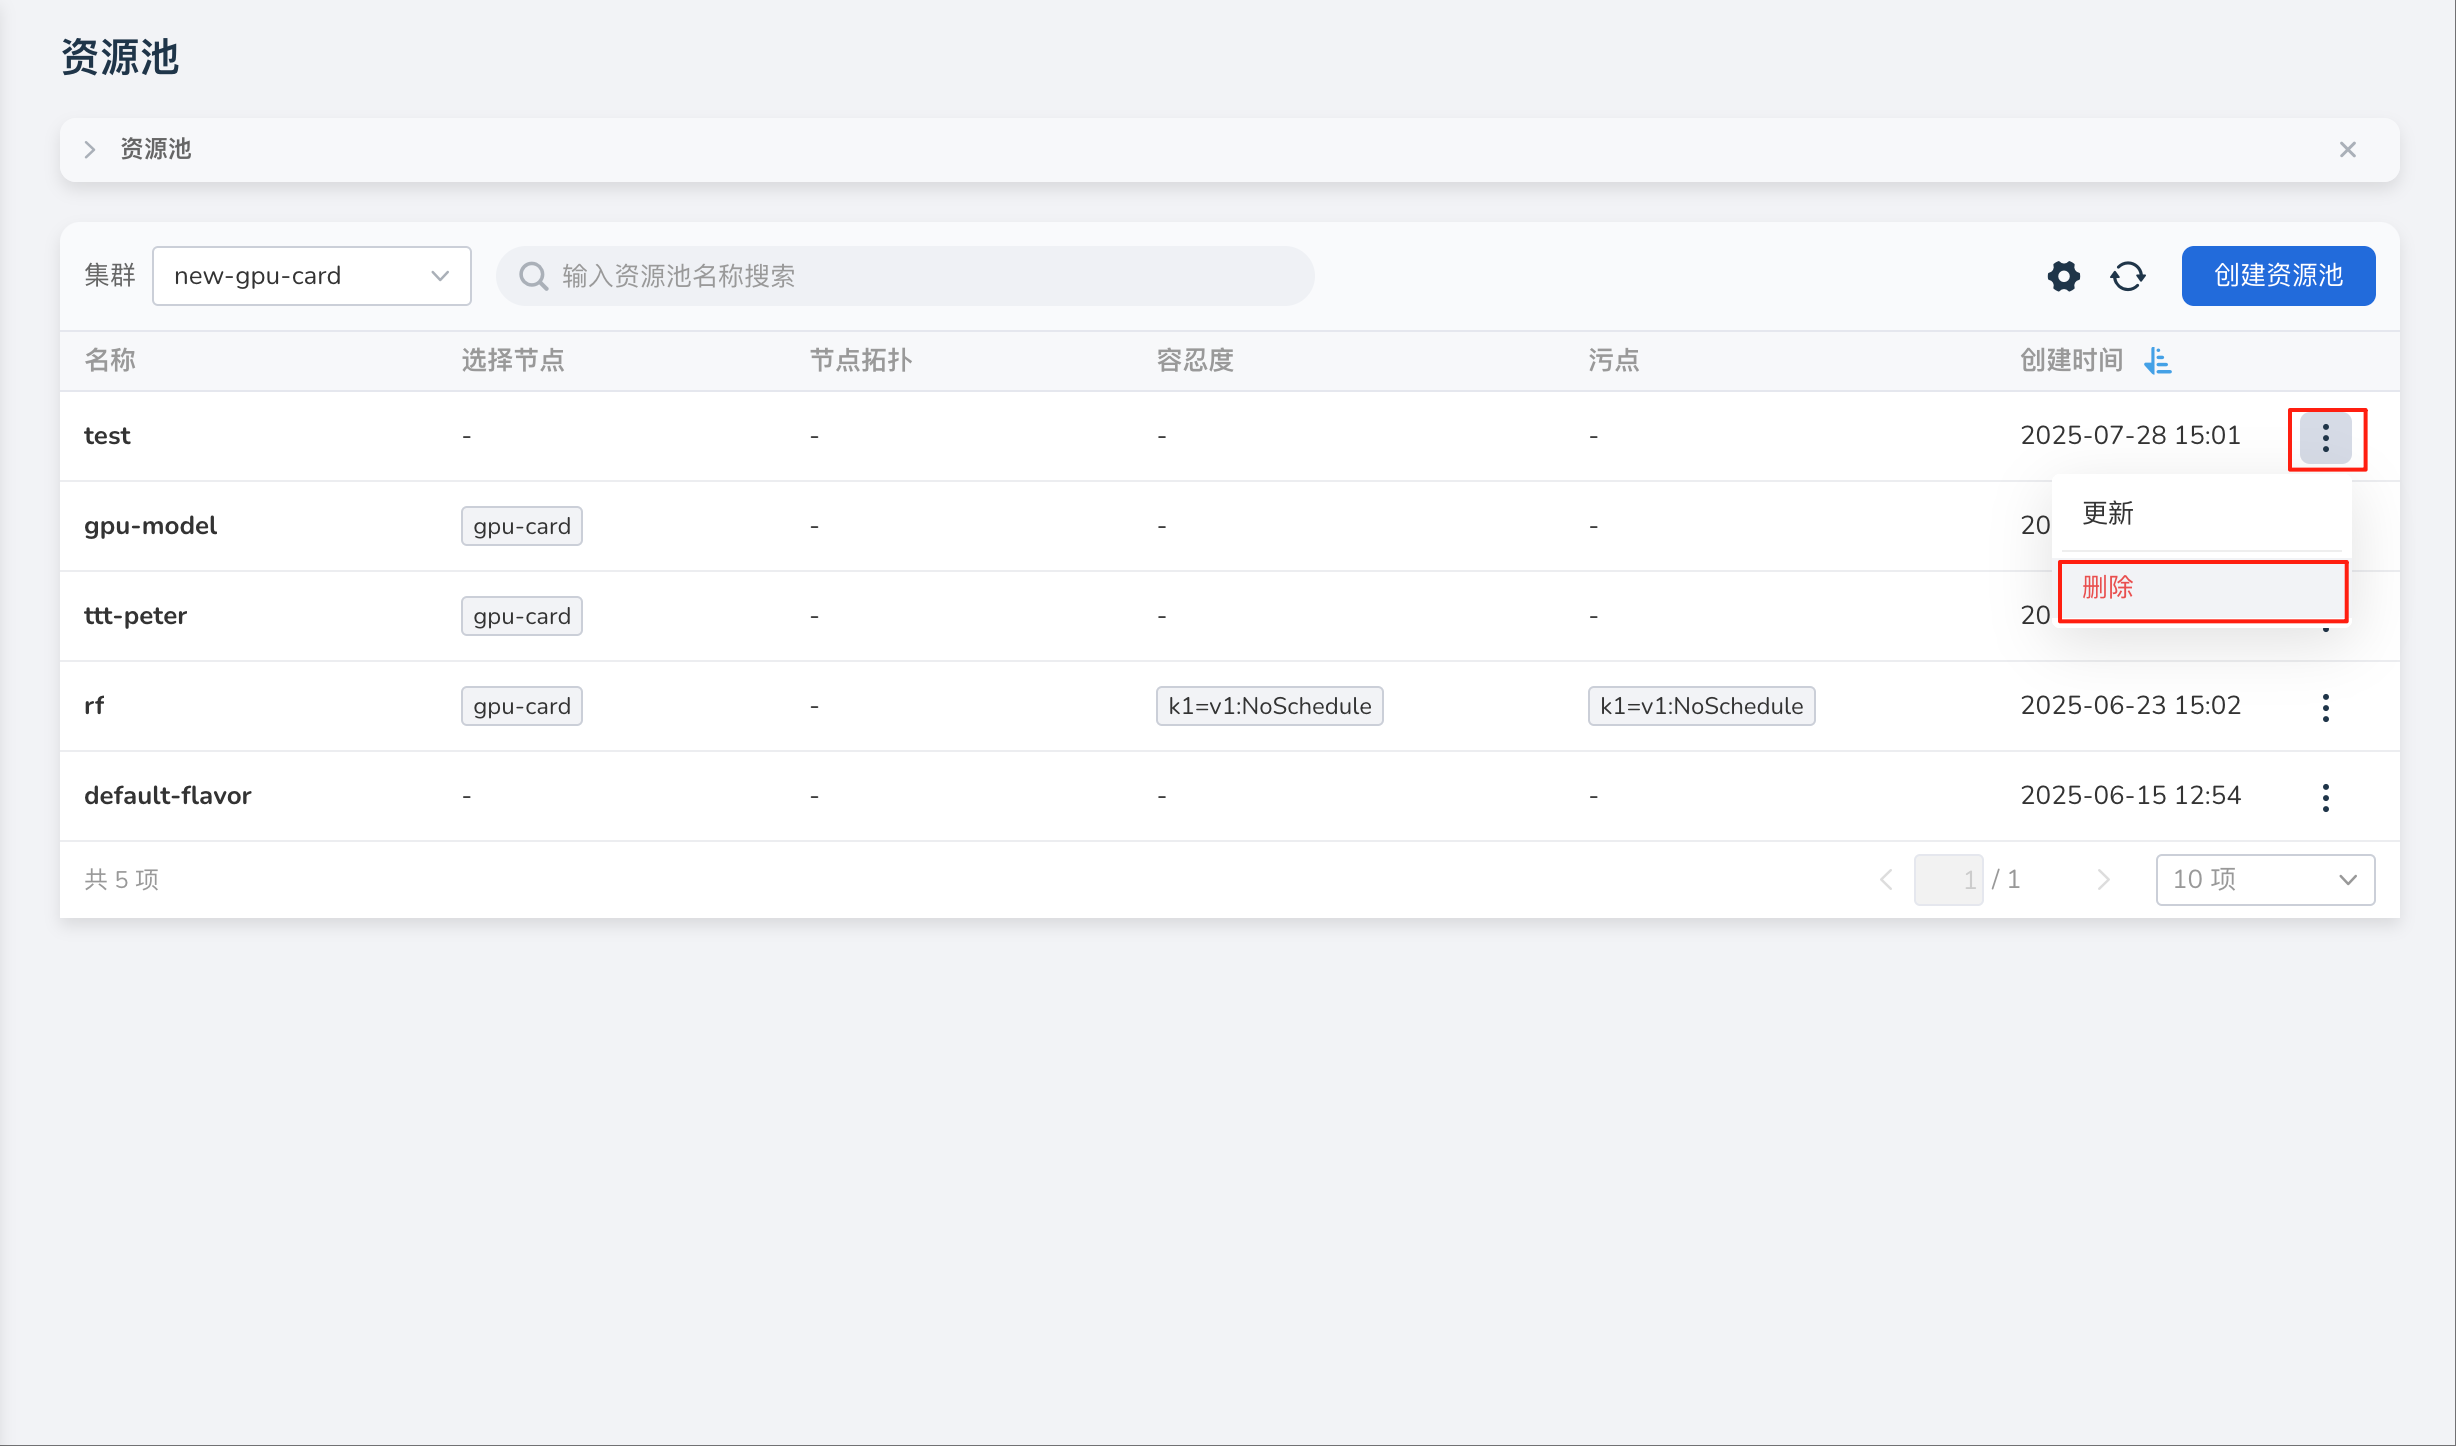 资源池
资源池
集群 new-gpu-card 输入资源池名称搜索 创建资源池
名称 选择节点 节点拓扑 容忍度 污点 创建时间
test - - - - 2025-07-28 15:01
更新
gpu-model gpu-card - - - 20
删除
ttt-peter gpu-card - - - 20
rf gpu-card - k1=v1:NoSchedule k1=v1:NoSchedule 2025-06-23 15:02
default-flavor - - - - 2025-06-15 12:54
共 5 项 1 / 1 10 项